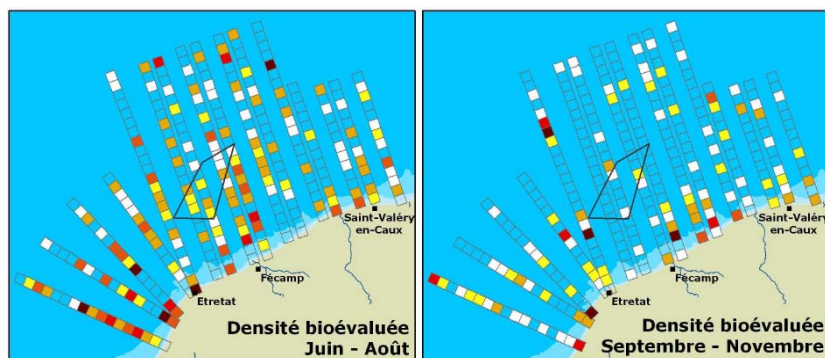 Saint-Valéry
en-Caux
Fécamp
Etretat
Densité bioévaluée
Juin - Août
Saint-Valéry
en-Caux
Fécamp
Etretat
Densité bioévaluée
Septembre - Novembre